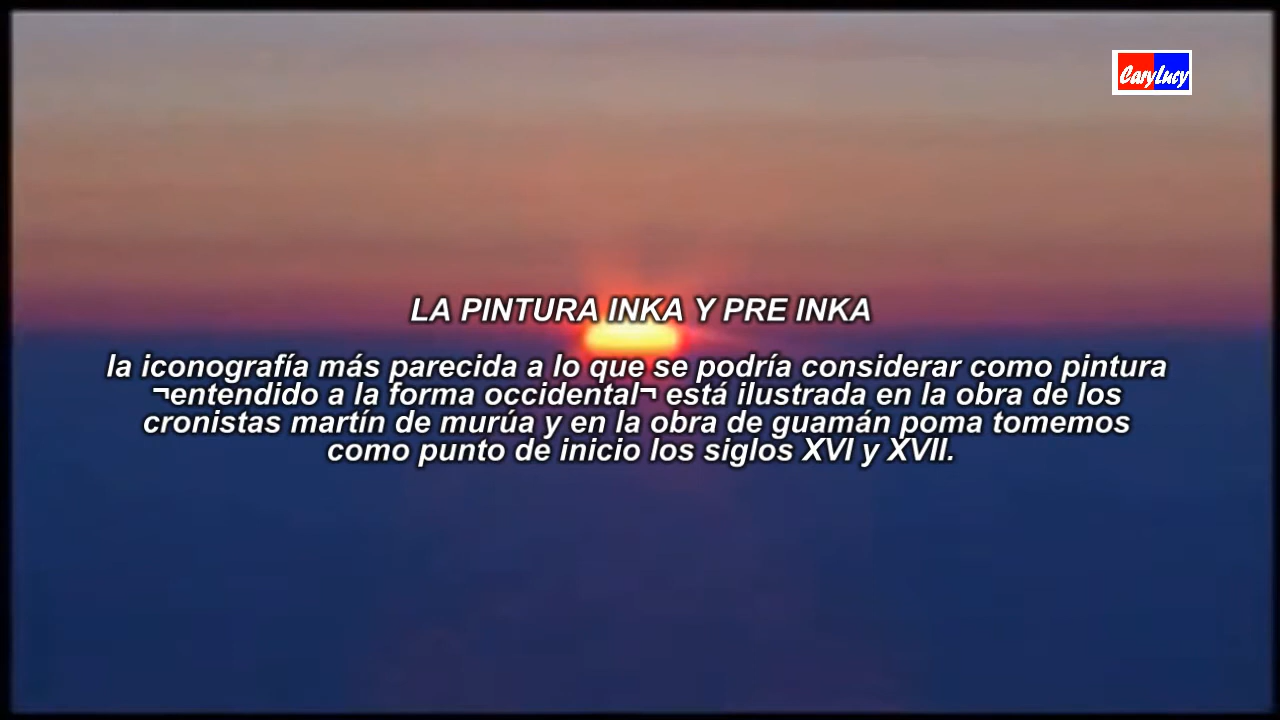 CaryLucy
LA PINTURA INKA Y PRE INKA
la iconografía más parecida a lo que se podría considerar como pintura
¬entendido a la forma occidental¬ está ilustrada en la obra de los
cronistas martín de murúa y en la obra de guamán poma tomemos
como punto de inicio los siglos XVI y XVII.